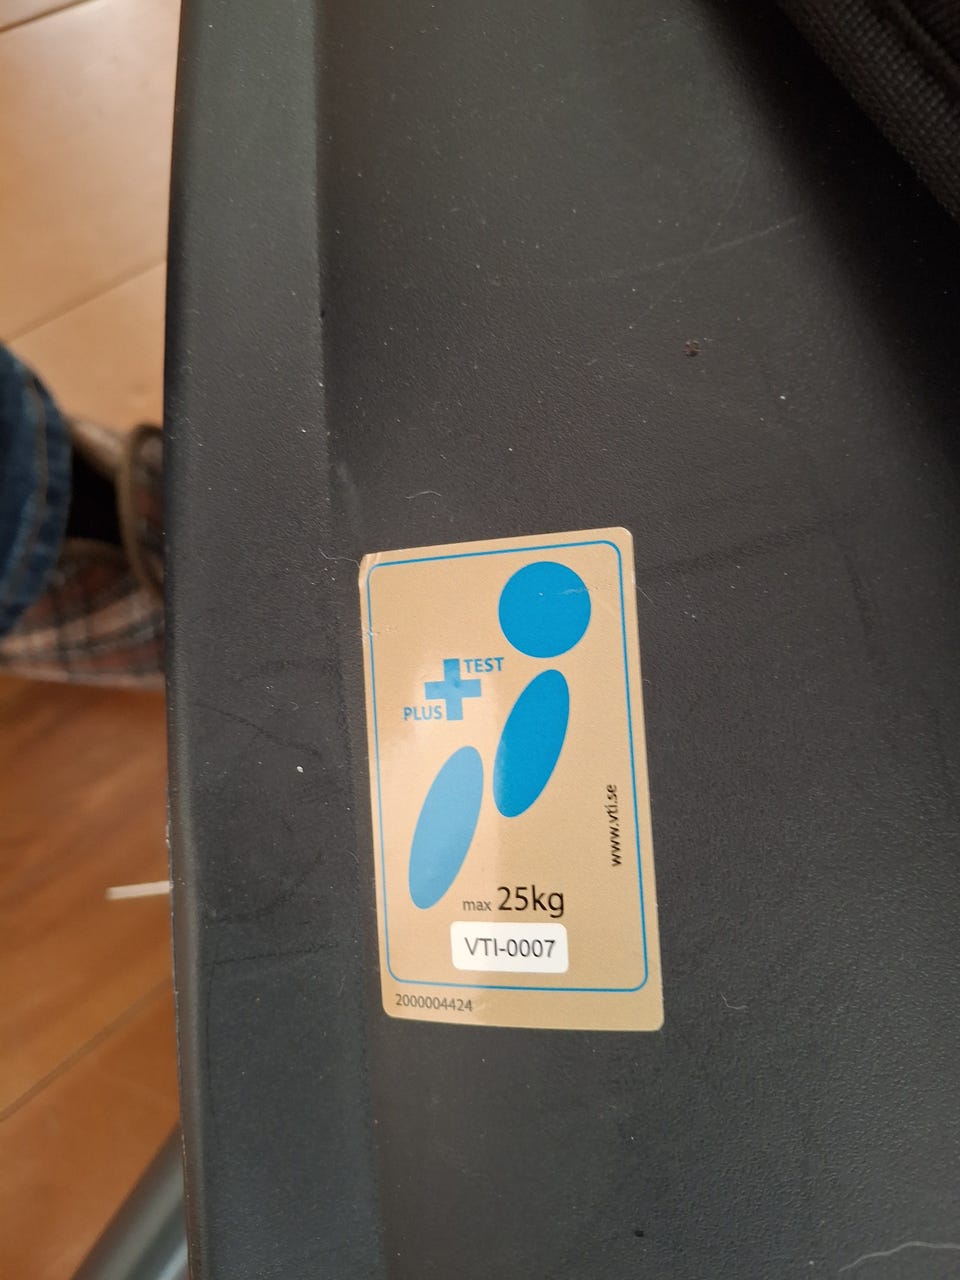 TEST
PLUS
www.vti.se
max 25kg
VTI-0007
2000004424